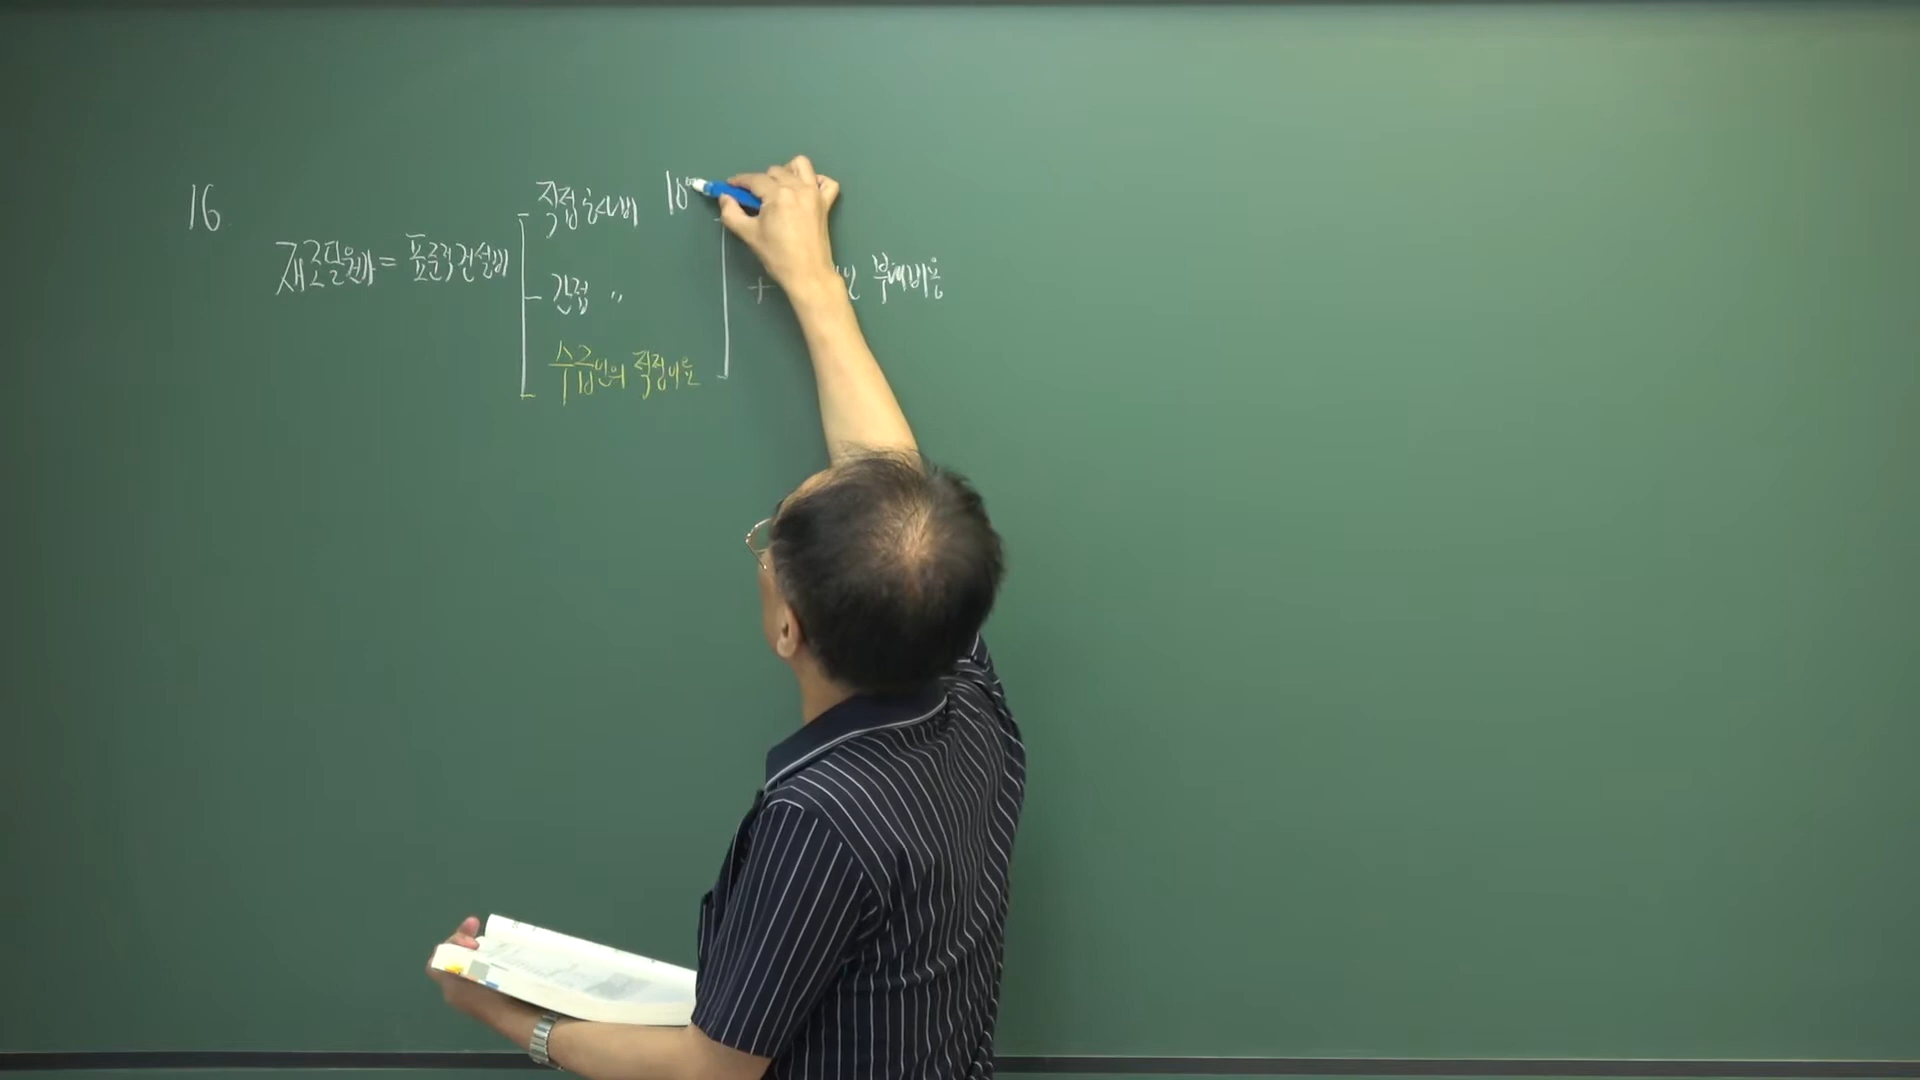 16
직접공사비 10
재조달원가 = 표준적건설비
간접 〃
+ 부대비용
수급인의 적정이윤